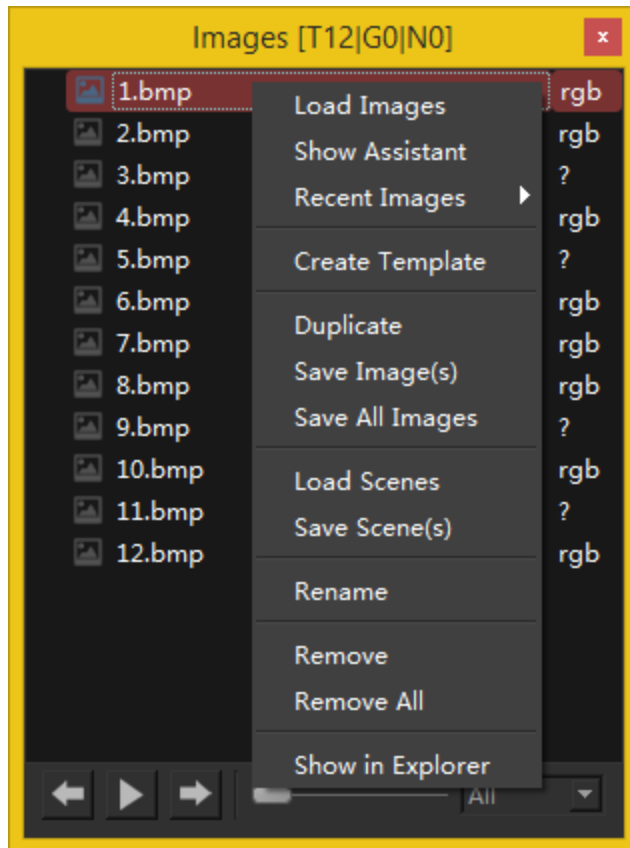 Images [T12|G0|N0]
x
1.bmp rgb
2.bmp rgb
3.bmp ?
4.bmp rgb
5.bmp ?
6.bmp rgb
7.bmp rgb
8.bmp rgb
9.bmp ?
10.bmp rgb
11.bmp ?
12.bmp rgb
Load Images
Show Assistant
Recent Images
Create Template
Duplicate
Save Image(s)
Save All Images
Load Scenes
Save Scene(s)
Rename
Remove
Remove All
Show in Explorer
All